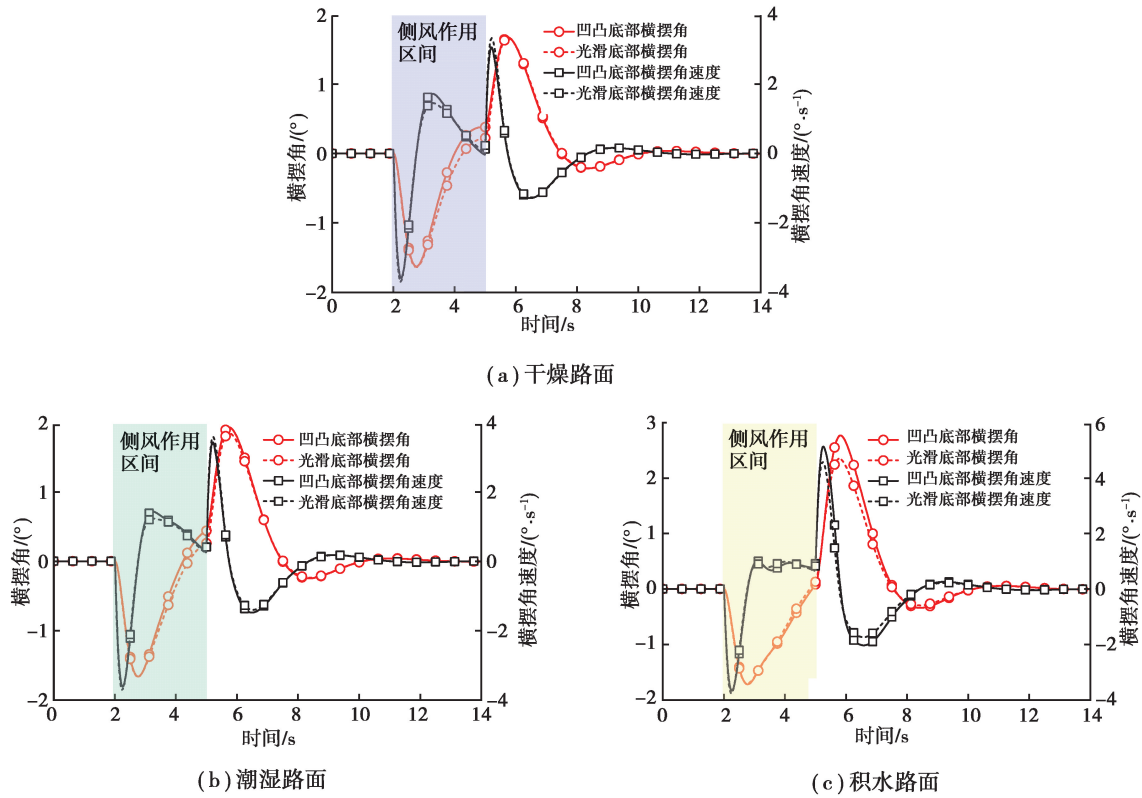 侧风作用
区间
凹凸底部横摆角
光滑底部横摆角
凹凸底部横摆角速度
光滑底部横摆角速度
横摆角/(°)
2
1
0
−1
−2
横摆角速度/(°·s⁻¹)
4
2
0
−2
−4
0 2 4 6 8 10 12 14
时间/s
(a)干燥路面
侧风作用
区间
凹凸底部横摆角
光滑底部横摆角
凹凸底部横摆角速度
光滑底部横摆角速度
横摆角/(°)
2
1
0
−1
−2
横摆角速度/(°·s⁻¹)
4
2
0
−2
−4
0 2 4 6 8 10 12 14
时间/s
(b)潮湿路面
侧风作用
区间
凹凸底部横摆角
光滑底部横摆角
凹凸底部横摆角速度
光滑底部横摆角速度
横摆角/(°)
3
2
1
0
−1
−2
横摆角速度/(°·s⁻¹)
6
4
2
0
−2
−4
0 2 4 6 8 10 12 14
时间/s
(c)积水路面